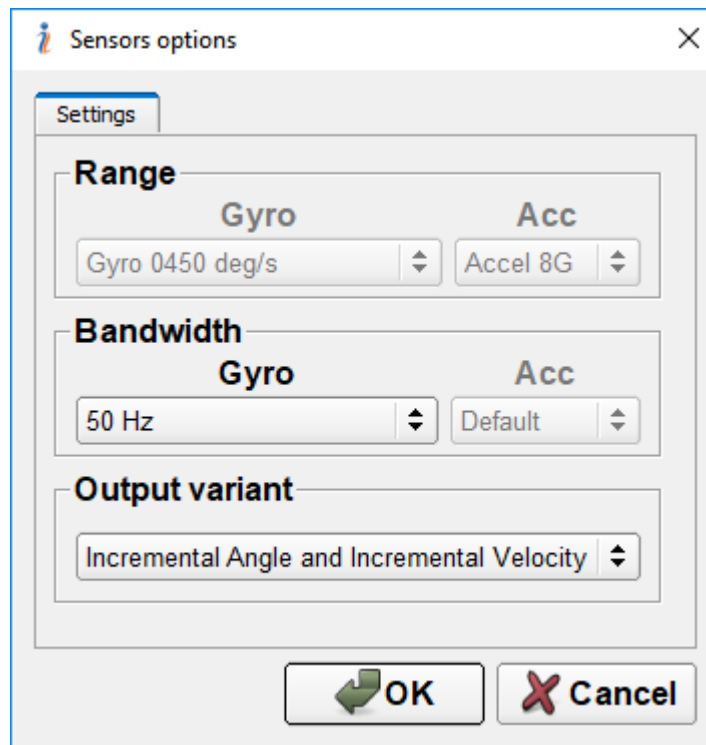 Sensors options
Settings
Range
Gyro Acc
Gyro 0450 deg/s Accel 8G
Bandwidth
Gyro Acc
50 Hz Default
Output variant
Incremental Angle and Incremental Velocity
OK Cancel